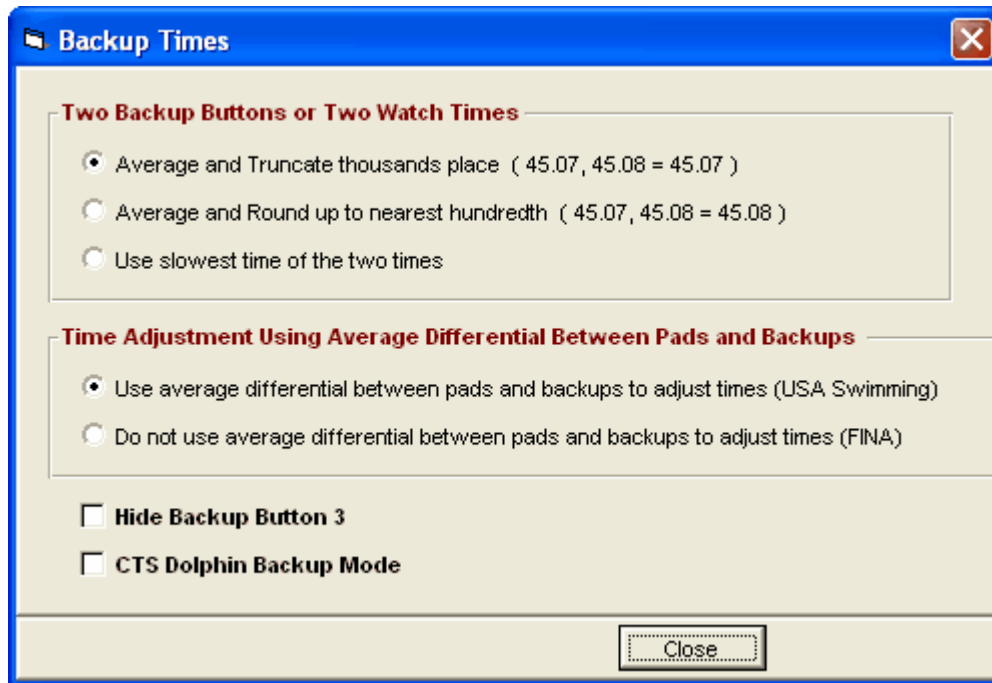 Backup Times
Two Backup Buttons or Two Watch Times
Average and Truncate thousands place ( 45.07, 45.08 = 45.07 )
Average and Round up to nearest hundredth ( 45.07, 45.08 = 45.08 )
Use slowest time of the two times
Time Adjustment Using Average Differential Between Pads and Backups
Use average differential between pads and backups to adjust times (USA Swimming)
Do not use average differential between pads and backups to adjust times (FINA)
Hide Backup Button 3
CTS Dolphin Backup Mode
Close